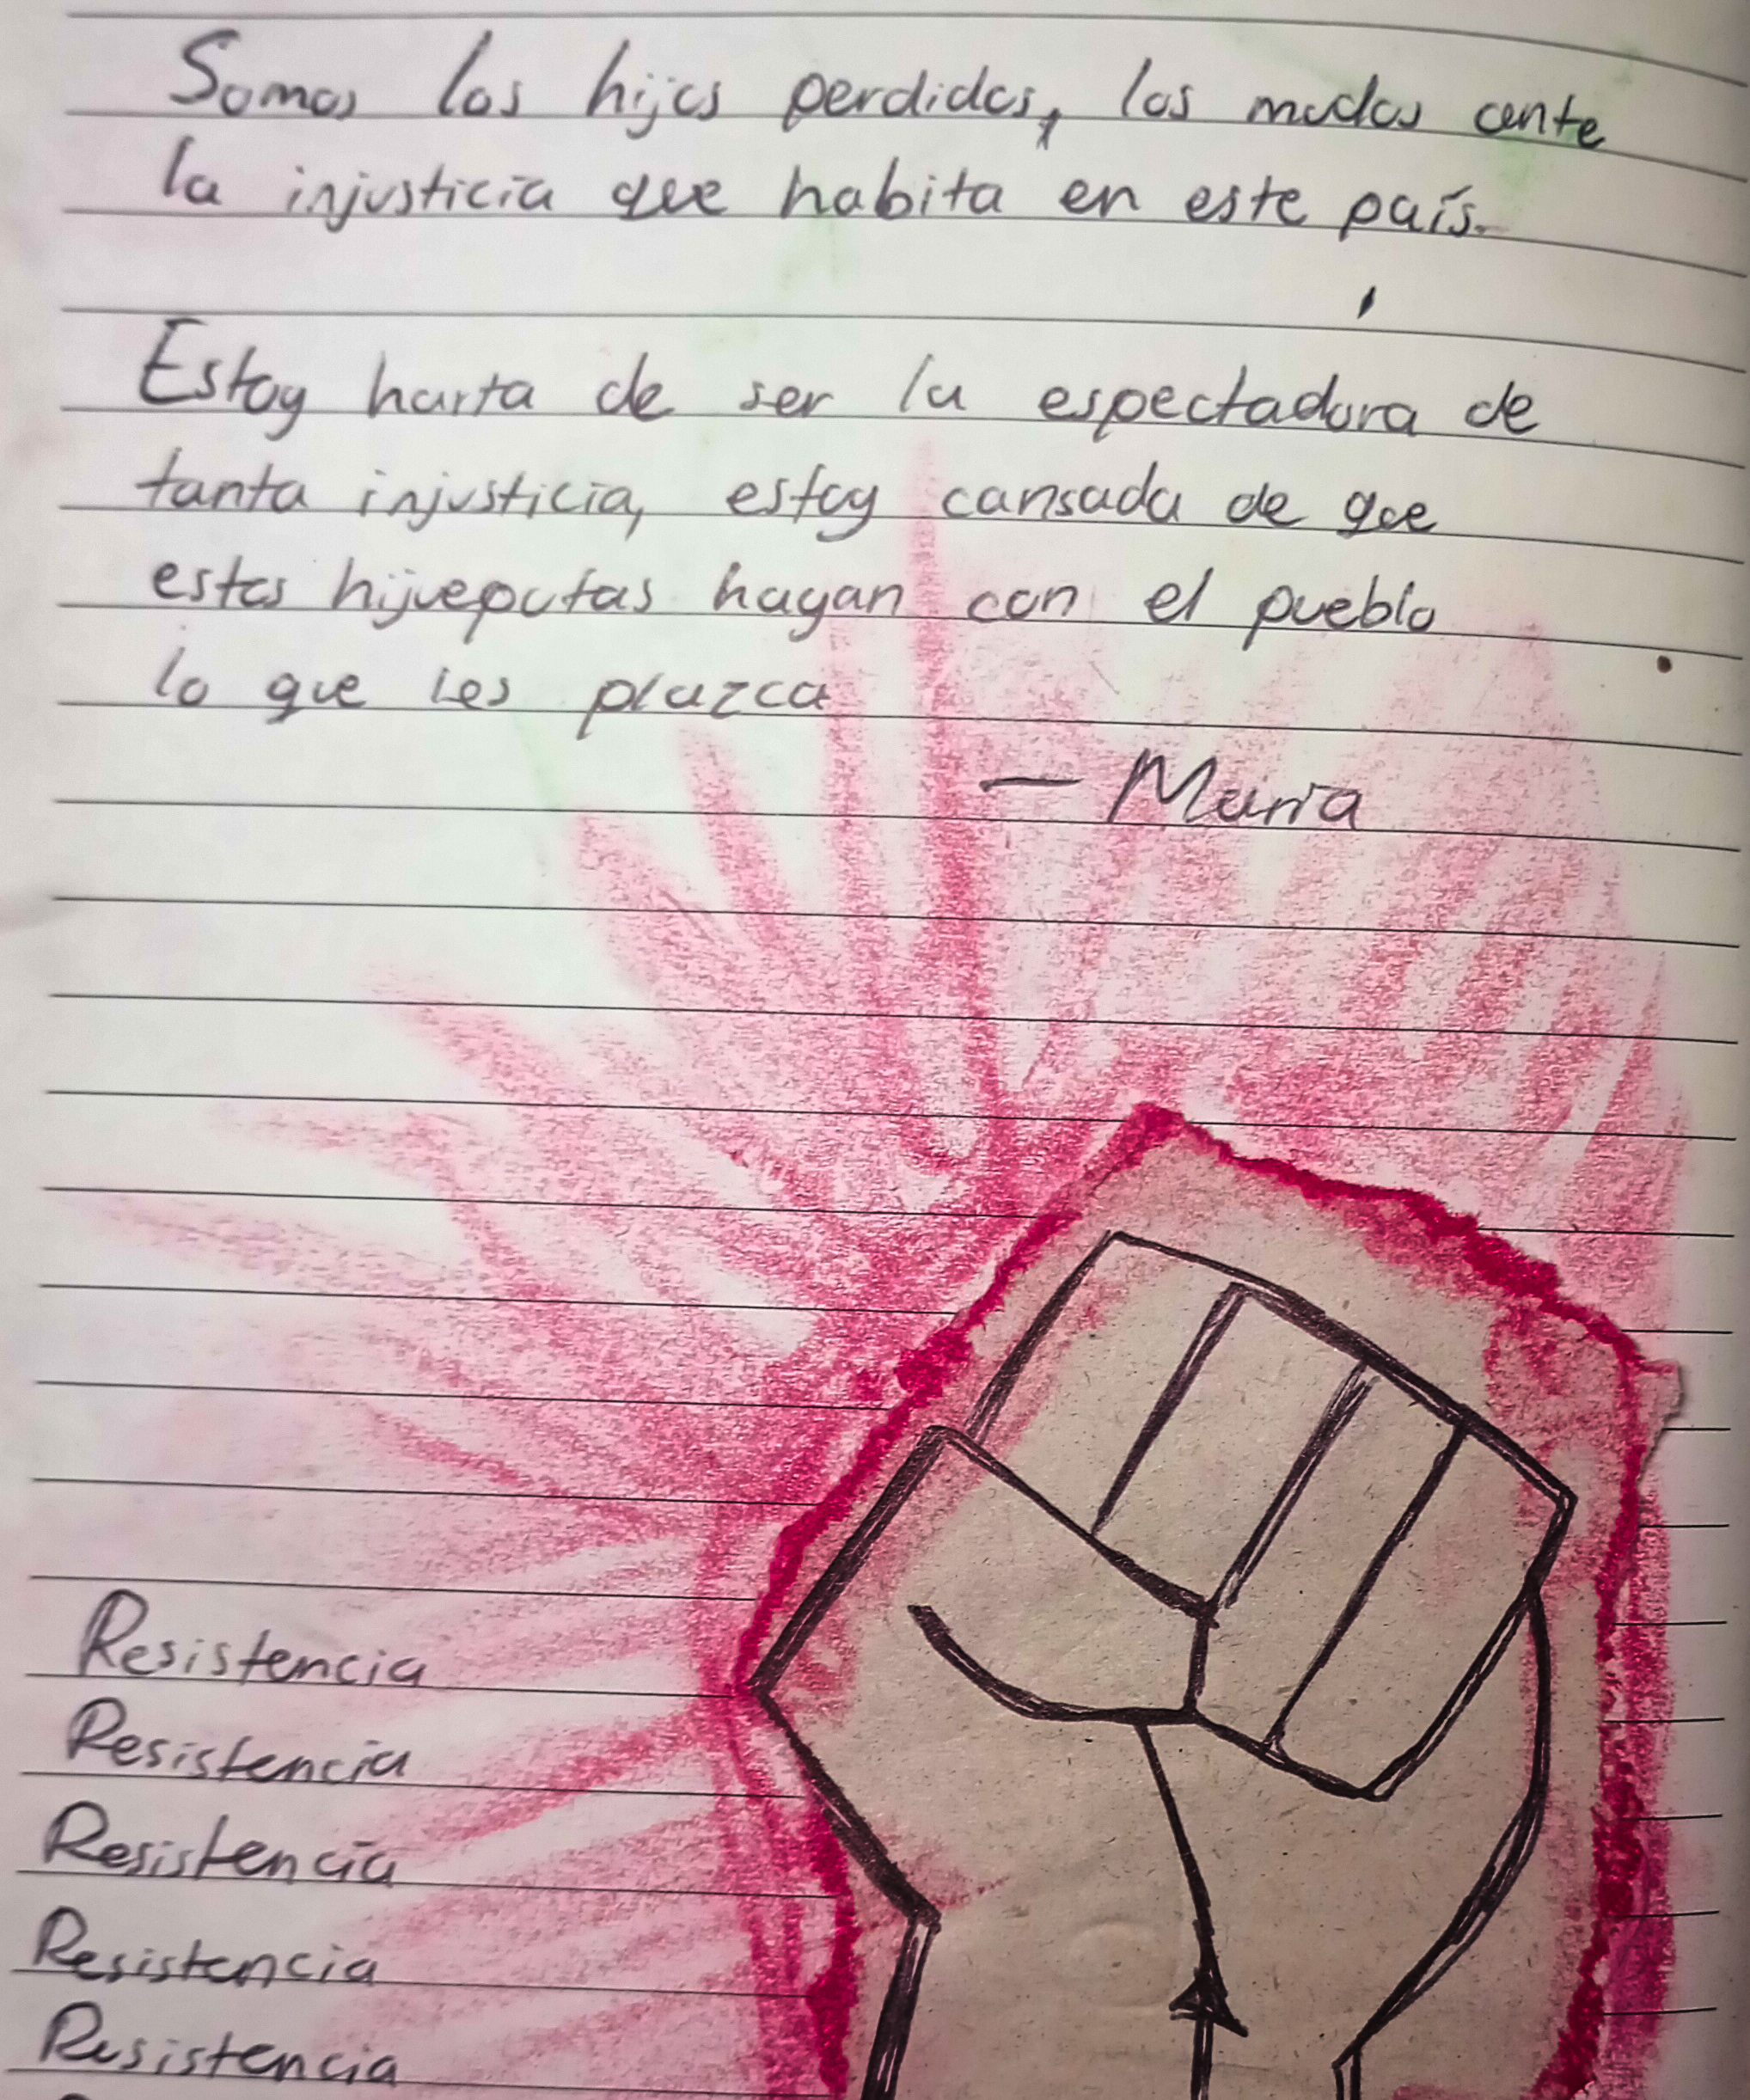 Somos los hijos perdidos, los mudos ante
la injusticia que habita en este país.
Estoy harta de ser la espectadora de
tanta injusticia, estoy cansada de que
estos hijueputas hagan con el pueblo
lo que les plazca
— María
Resistencia
Resistencia
Resistencia
Resistencia
Resistencia